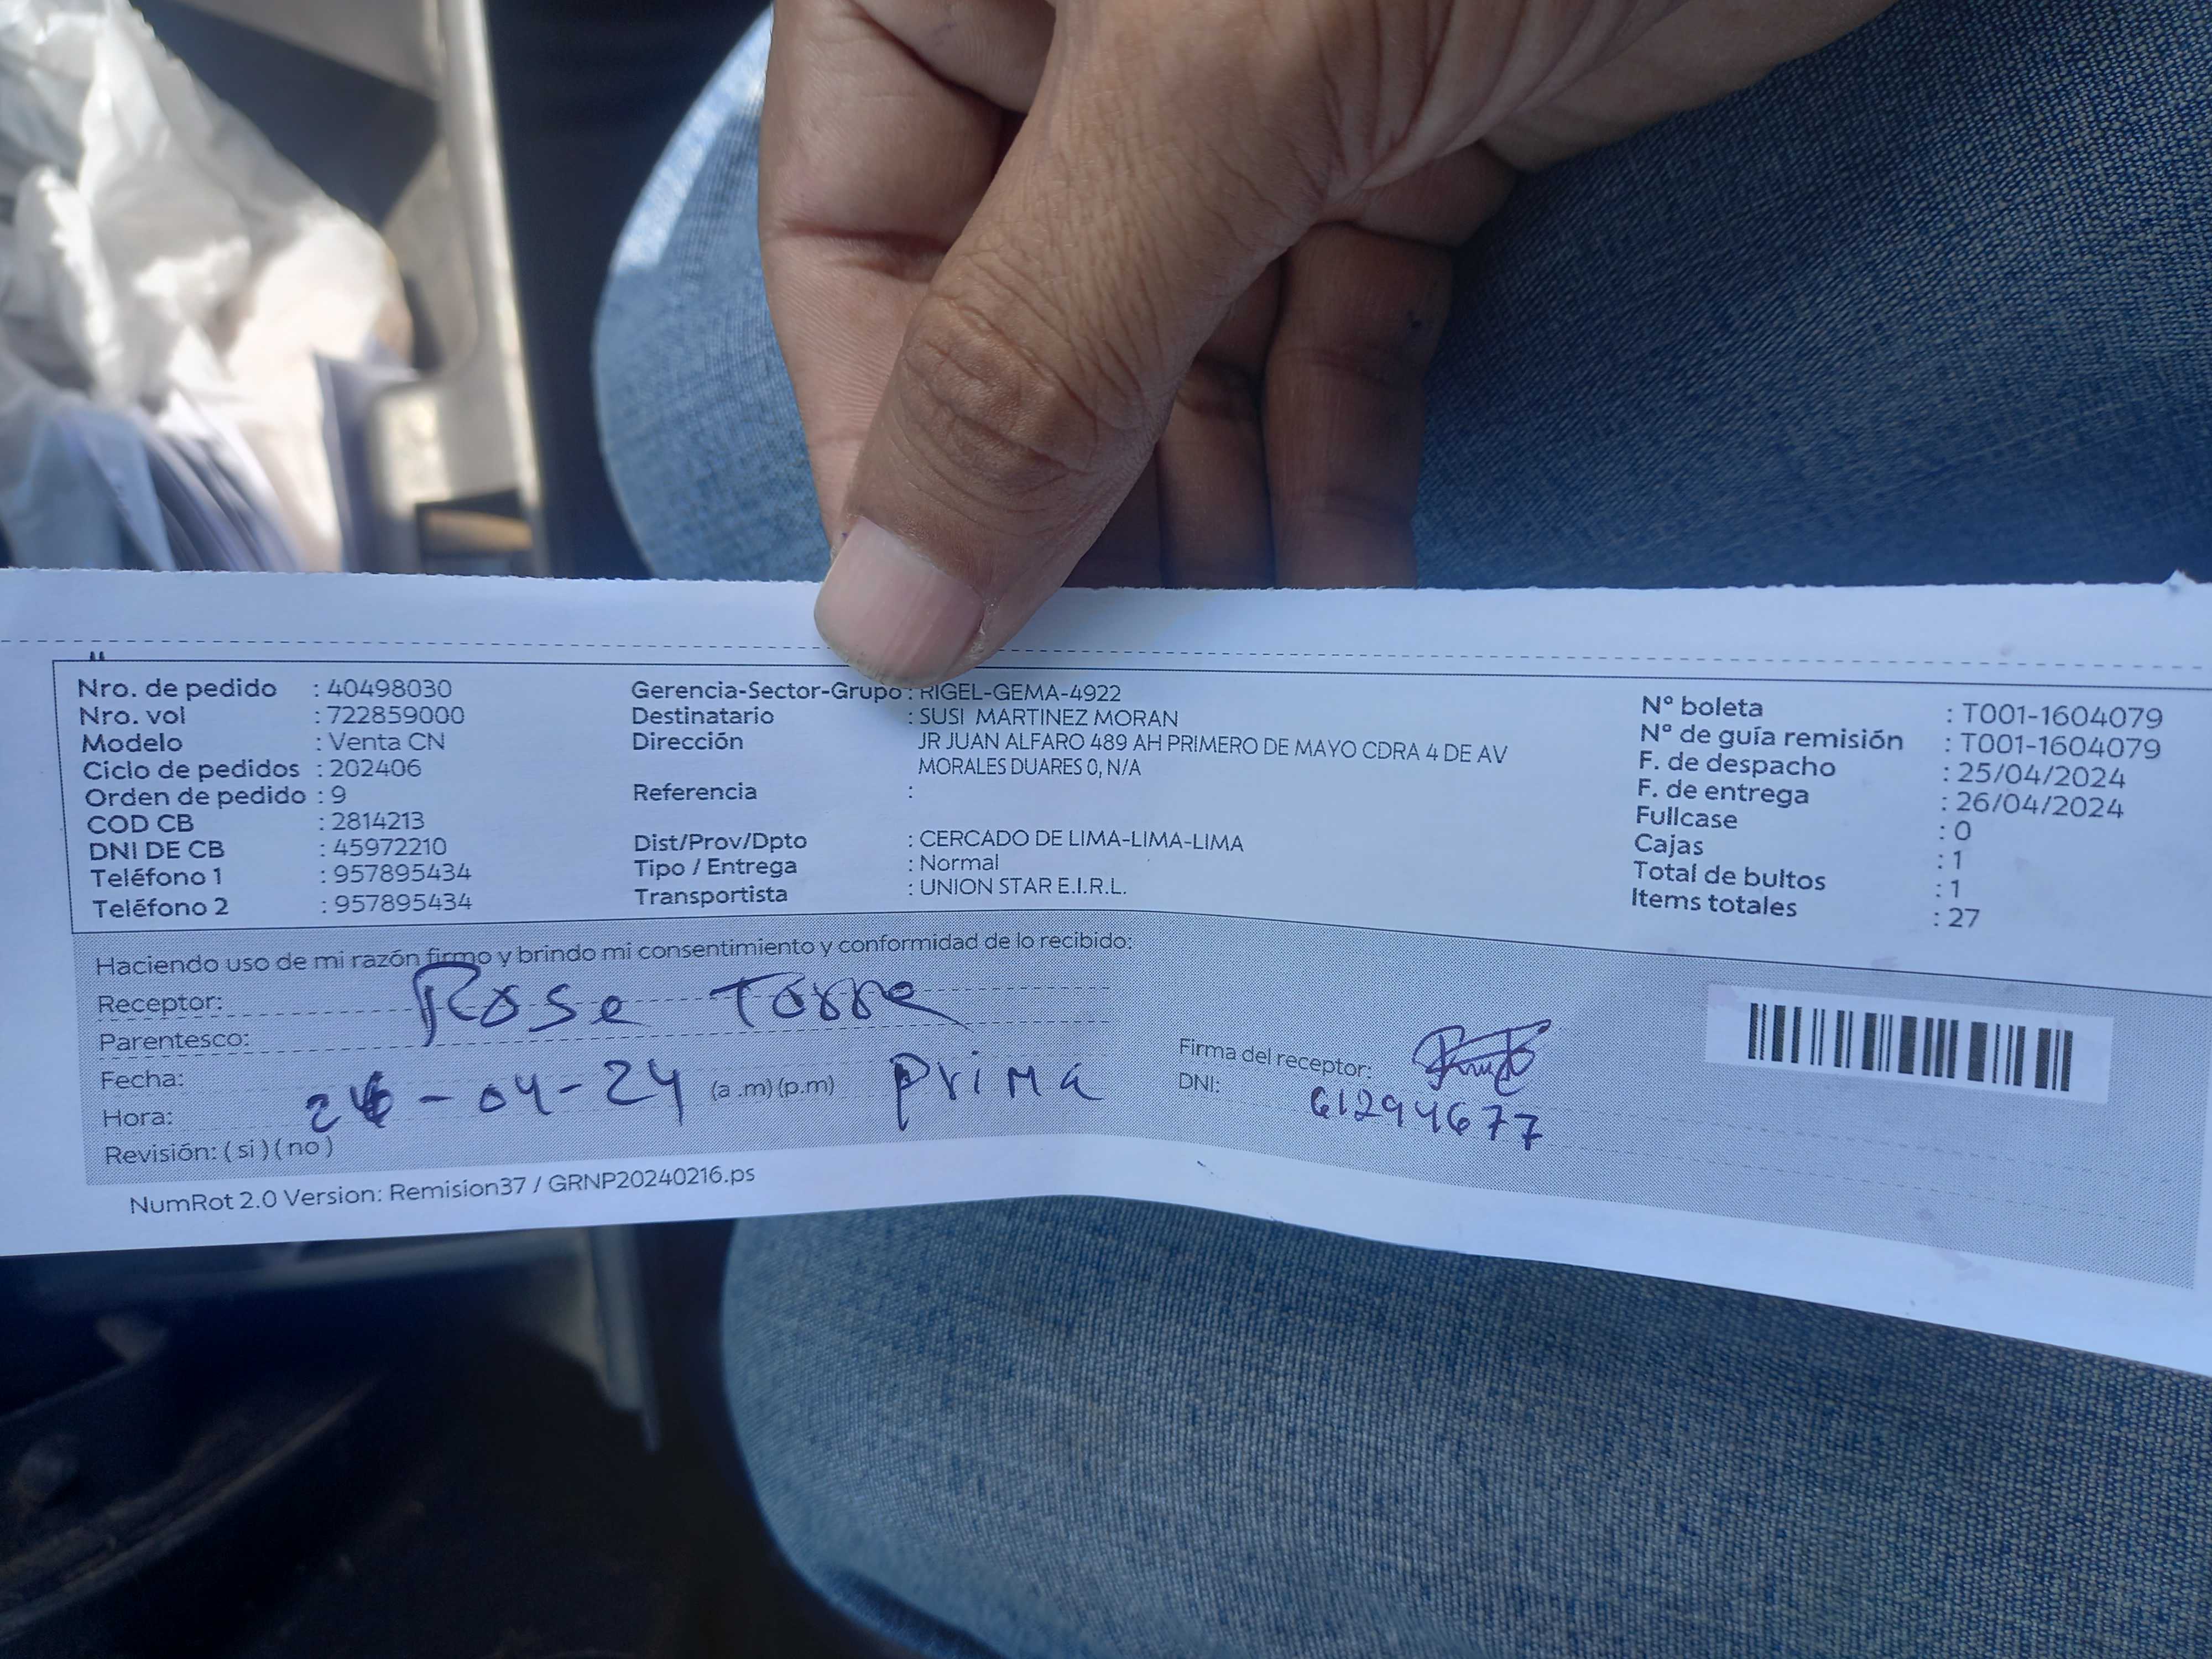 Nro. de pedido : 40498030
Nro. vol : 722859000
Modelo : Venta CN
Ciclo de pedidos : 202406
Orden de pedido : 9
COD CB : 2814213
DNI DE CB : 45972210
Teléfono 1 : 957895434
Teléfono 2 : 957895434
Gerencia-Sector-Grupo : RIGEL-GEMA-4922
Destinatario : SUSI MARTINEZ MORAN
Dirección JR JUAN ALFARO 489 AH PRIMERO DE MAYO CDRA 4 DE AV
MORALES DUARES 0, N/A
Referencia :
Dist/Prov/Dpto : CERCADO DE LIMA-LIMA-LIMA
Tipo / Entrega : Normal
Transportista : UNION STAR E.I.R.L.
N° boleta : T001-1604079
N° de guía remisión : T001-1604079
F. de despacho : 25/04/2024
F. de entrega : 26/04/2024
Fullcase : 0
Cajas : 1
Total de bultos : 1
Items totales : 27
Haciendo uso de mi razón firmo y brindo mi consentimiento y conformidad de lo recibido:
Receptor: Rose Torre
Parentesco:
Fecha: 26-04-24 (a .m) (p.m) Prima
Hora:
Revisión: ( si ) ( no )
Firma del receptor:
DNI: 61294677
NumRot 2.0 Version: Remision37 / GRNP20240216.ps